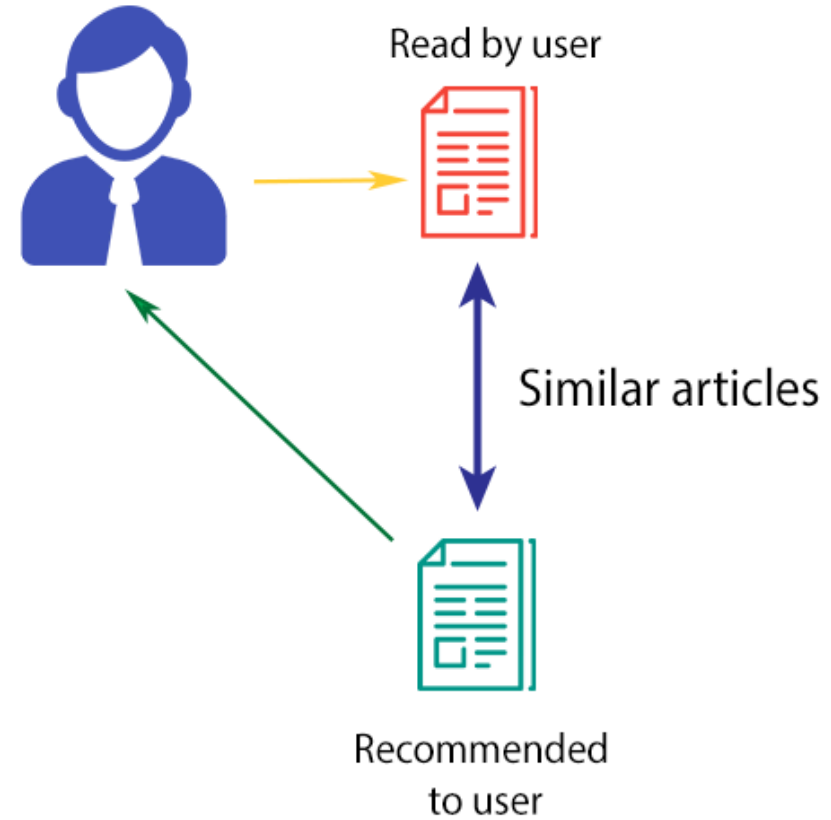 Read by user
Similar articles
Recommended
to user